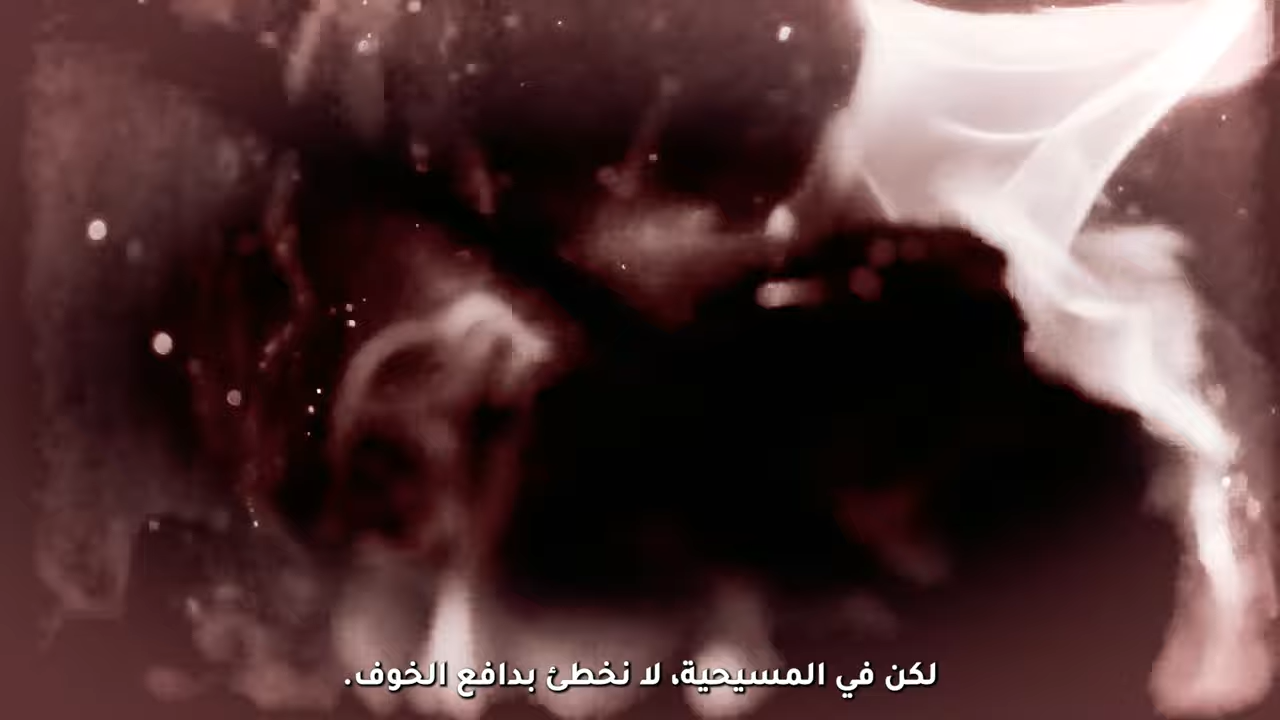 لكن في المسيحية، لا نخطئ بدافع الخوف.